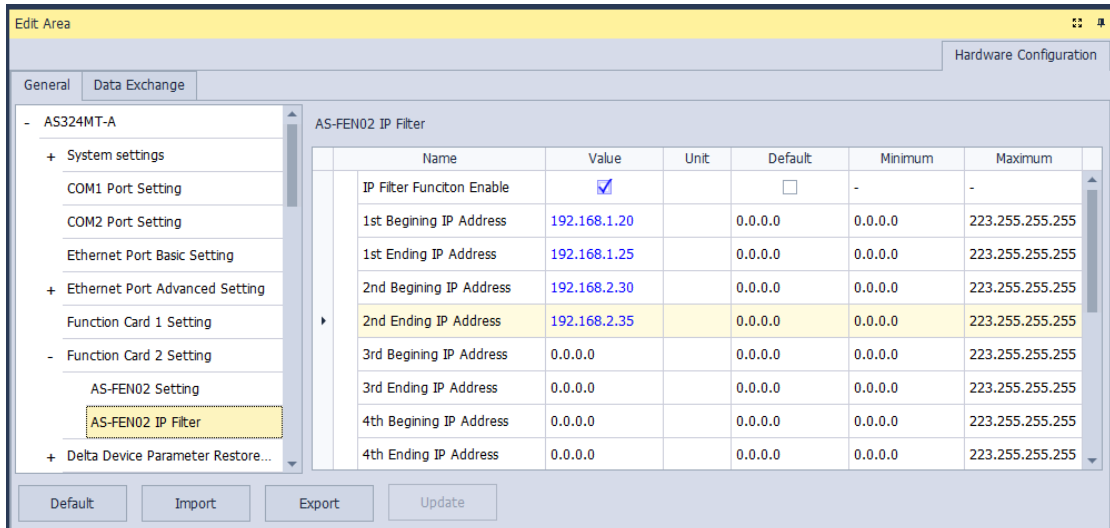 Edit Area
Hardware Configuration
General Data Exchange
- AS324MT-A
+ System settings
COM1 Port Setting
COM2 Port Setting
Ethernet Port Basic Setting
+ Ethernet Port Advanced Setting
Function Card 1 Setting
- Function Card 2 Setting
AS-FEN02 Setting
AS-FEN02 IP Filter
+ Delta Device Parameter Restore...
AS-FEN02 IP Filter
Name Value Unit Default Minimum Maximum
IP Filter Funciton Enable - -
1st Begining IP Address 192.168.1.20 0.0.0.0 0.0.0.0 223.255.255.255
1st Ending IP Address 192.168.1.25 0.0.0.0 0.0.0.0 223.255.255.255
2nd Begining IP Address 192.168.2.30 0.0.0.0 0.0.0.0 223.255.255.255
2nd Ending IP Address 192.168.2.35 0.0.0.0 0.0.0.0 223.255.255.255
3rd Begining IP Address 0.0.0.0 0.0.0.0 0.0.0.0 223.255.255.255
3rd Ending IP Address 0.0.0.0 0.0.0.0 0.0.0.0 223.255.255.255
4th Begining IP Address 0.0.0.0 0.0.0.0 0.0.0.0 223.255.255.255
4th Ending IP Address 0.0.0.0 0.0.0.0 0.0.0.0 223.255.255.255
Default Import Export Update